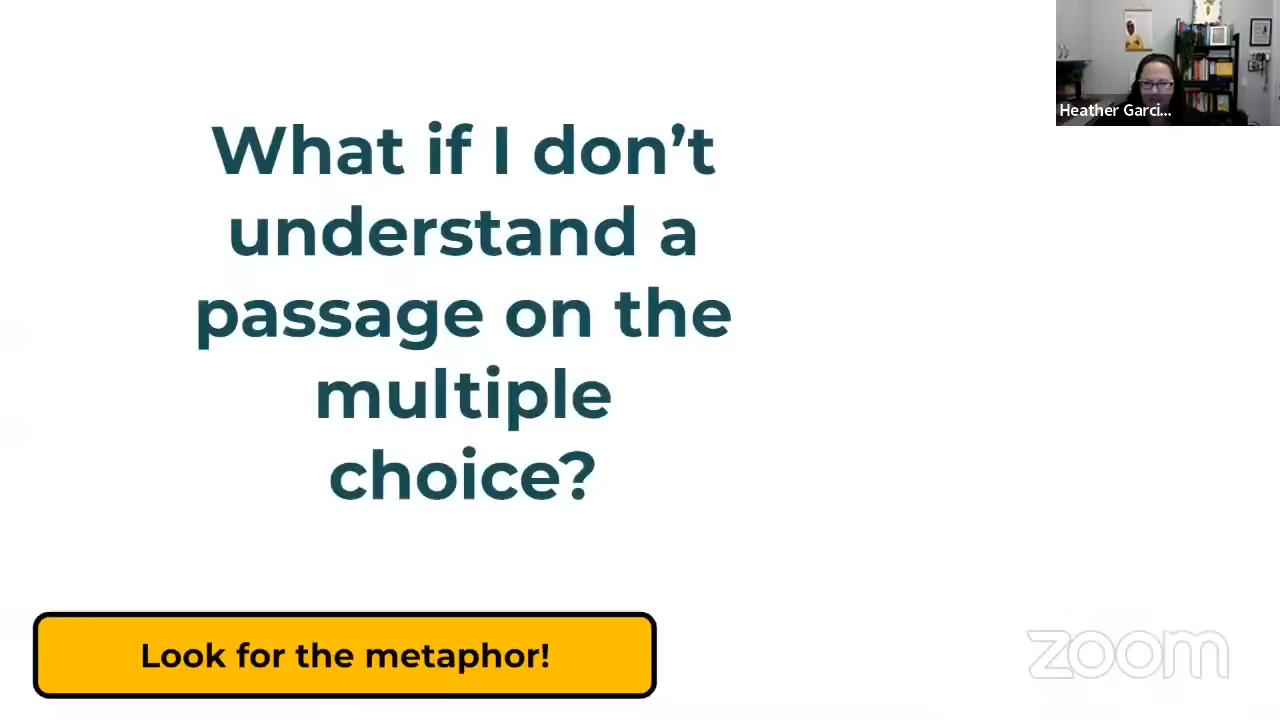 Heather Garci...
What if I don’t
understand a
passage on the
multiple
choice?
Look for the metaphor!
zoom